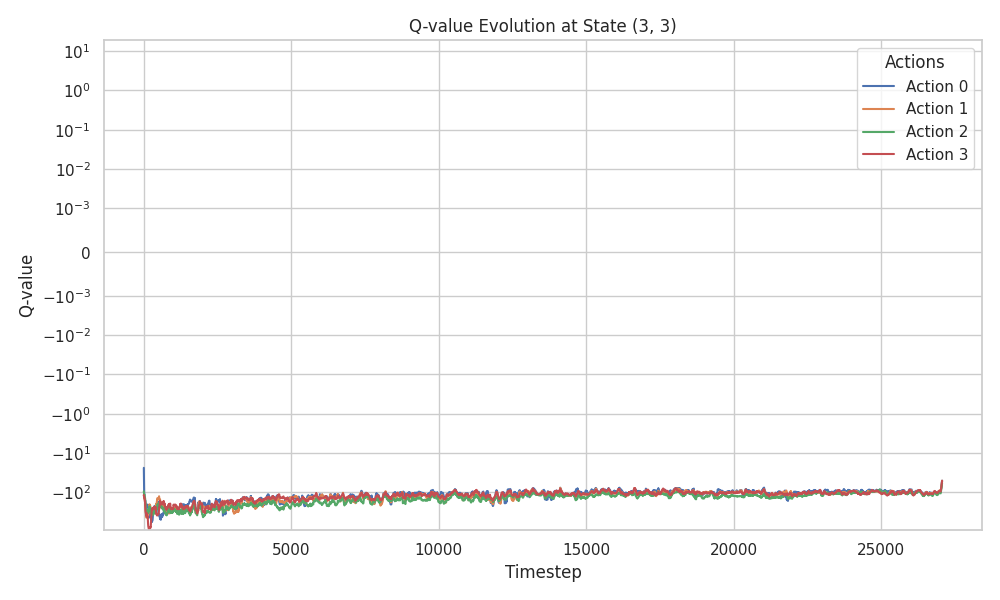 Q-value Evolution at State (3, 3)
10¹
10⁰
10⁻¹
10⁻²
10⁻³
0
−10⁻³
−10⁻²
−10⁻¹
−10⁰
−10¹
−10²
Q-value
Actions
Action 0
Action 1
Action 2
Action 3
0 5000 10000 15000 20000 25000
Timestep